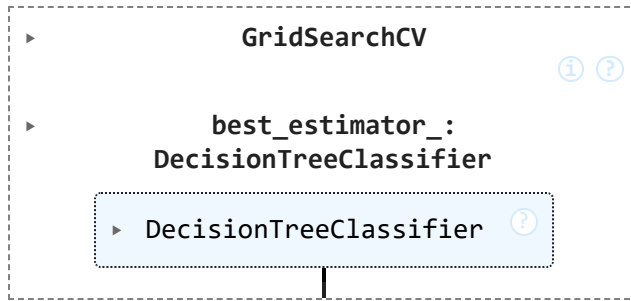 ▸ GridSearchCV
i ?
▸ best_estimator_:
DecisionTreeClassifier
▸ DecisionTreeClassifier ?